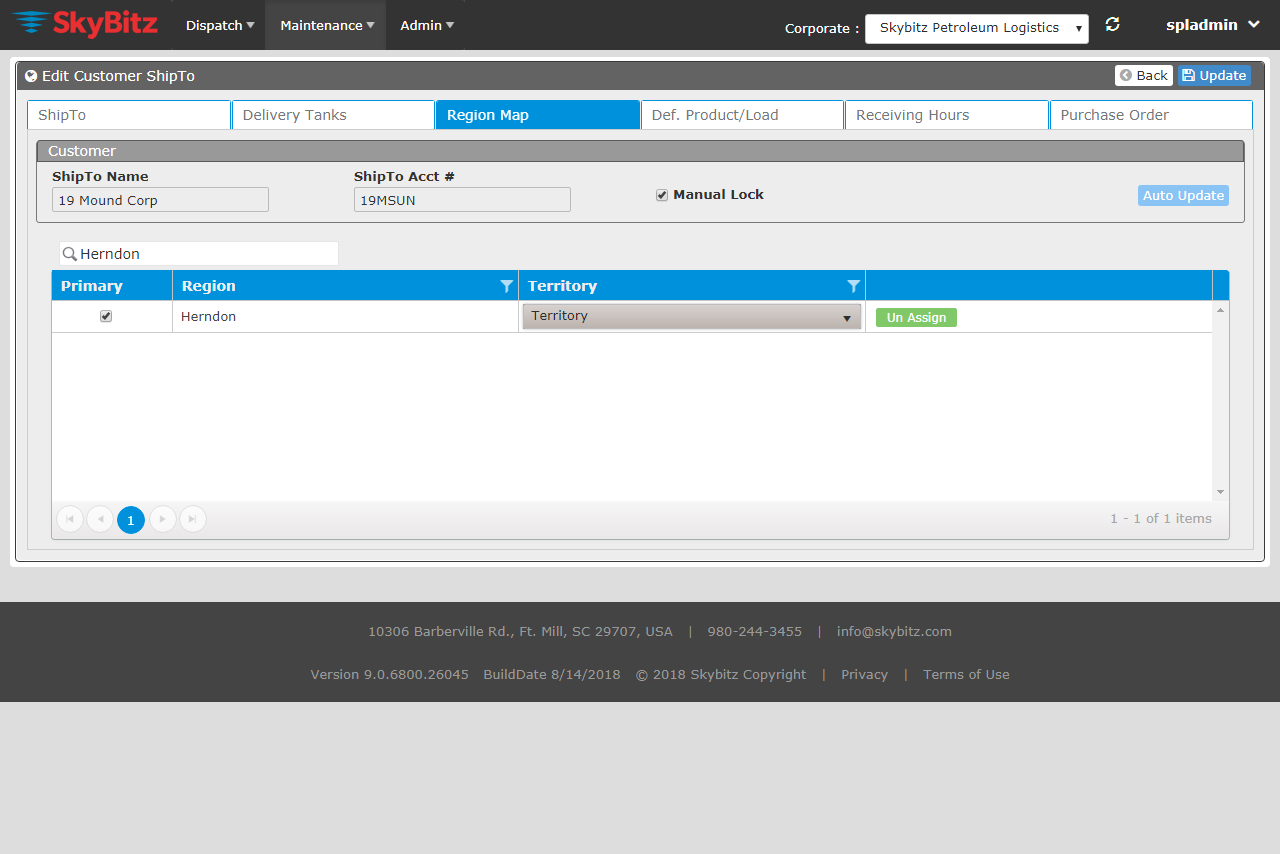 SkyBitz Dispatch Maintenance Admin Corporate : Skybitz Petroleum Logistics spladmin
Edit Customer ShipTo Back Update
ShipTo Delivery Tanks Region Map Def. Product/Load Receiving Hours Purchase Order
Customer
ShipTo Name ShipTo Acct #
19 Mound Corp 19MSUN Manual Lock Auto Update
Herndon
Primary Region Territory
Herndon Territory Un Assign
1 1 - 1 of 1 items
10306 Barberville Rd., Ft. Mill, SC 29707, USA | 980-244-3455 | info@skybitz.com
Version 9.0.6800.26045 BuildDate 8/14/2018 © 2018 Skybitz Copyright | Privacy | Terms of Use